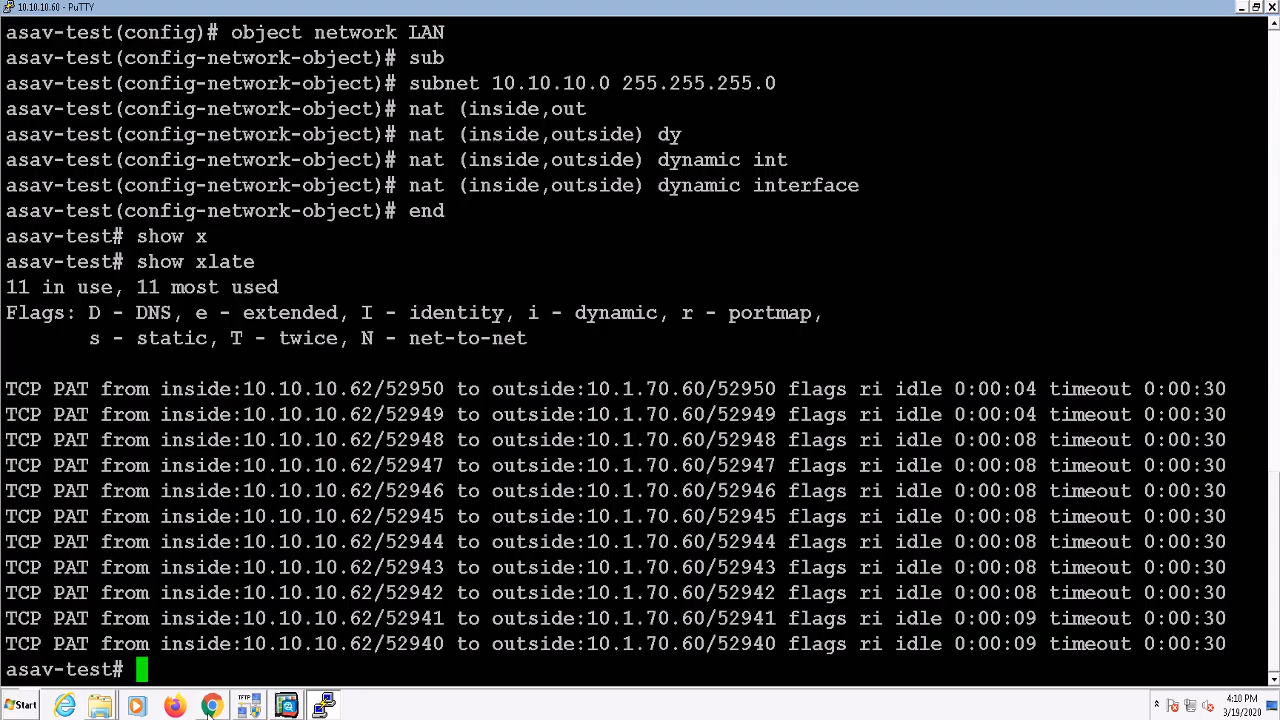 10.10.10.60 - PuTTY
asav-test(config)# object network LAN
asav-test(config-network-object)# sub
asav-test(config-network-object)# subnet 10.10.10.0 255.255.255.0
asav-test(config-network-object)# nat (inside,out
asav-test(config-network-object)# nat (inside,outside) dy
asav-test(config-network-object)# nat (inside,outside) dynamic int
asav-test(config-network-object)# nat (inside,outside) dynamic interface
asav-test(config-network-object)# end
asav-test# show x
asav-test# show xlate
11 in use, 11 most used
Flags: D - DNS, e - extended, I - identity, i - dynamic, r - portmap,
s - static, T - twice, N - net-to-net
TCP PAT from inside:10.10.10.62/52950 to outside:10.1.70.60/52950 flags ri idle 0:00:04 timeout 0:00:30
TCP PAT from inside:10.10.10.62/52949 to outside:10.1.70.60/52949 flags ri idle 0:00:04 timeout 0:00:30
TCP PAT from inside:10.10.10.62/52948 to outside:10.1.70.60/52948 flags ri idle 0:00:08 timeout 0:00:30
TCP PAT from inside:10.10.10.62/52947 to outside:10.1.70.60/52947 flags ri idle 0:00:08 timeout 0:00:30
TCP PAT from inside:10.10.10.62/52946 to outside:10.1.70.60/52946 flags ri idle 0:00:08 timeout 0:00:30
TCP PAT from inside:10.10.10.62/52945 to outside:10.1.70.60/52945 flags ri idle 0:00:08 timeout 0:00:30
TCP PAT from inside:10.10.10.62/52944 to outside:10.1.70.60/52944 flags ri idle 0:00:08 timeout 0:00:30
TCP PAT from inside:10.10.10.62/52943 to outside:10.1.70.60/52943 flags ri idle 0:00:08 timeout 0:00:30
TCP PAT from inside:10.10.10.62/52942 to outside:10.1.70.60/52942 flags ri idle 0:00:08 timeout 0:00:30
TCP PAT from inside:10.10.10.62/52941 to outside:10.1.70.60/52941 flags ri idle 0:00:09 timeout 0:00:30
TCP PAT from inside:10.10.10.62/52940 to outside:10.1.70.60/52940 flags ri idle 0:00:09 timeout 0:00:30
asav-test#
Start
TFTP
4:10 PM
3/19/2020